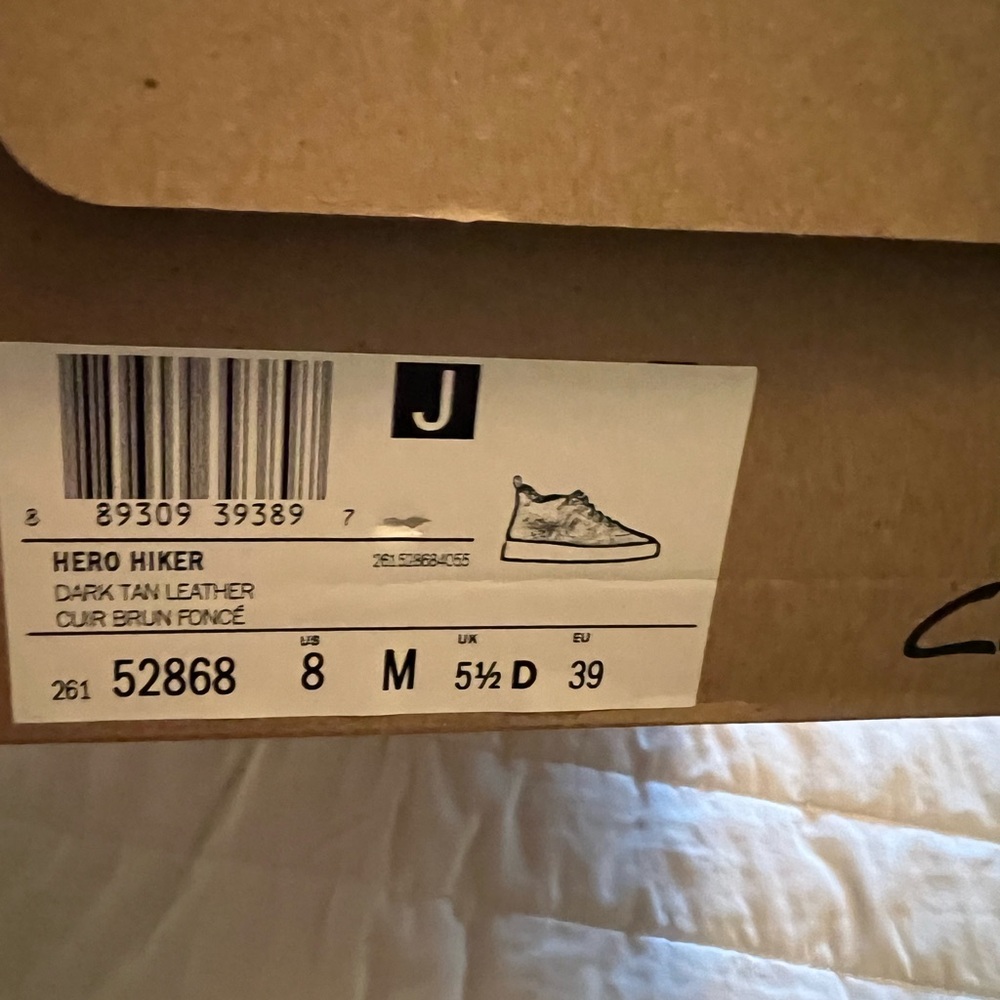 J
8 89309 39389 7
HERO HIKER 261528684055
DARK TAN LEATHER
CUIR BRUN FONCÉ
US UK EU
261 52868 8 M 5½ D 39